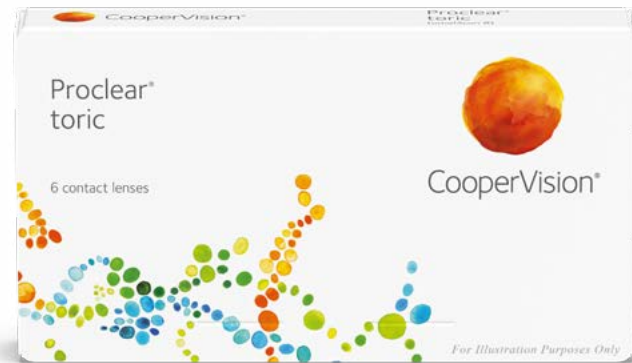 CooperVision®
Proclear®
toric
Proclear®
toric
6 contact lenses
CooperVision®
For Illustration Purposes Only